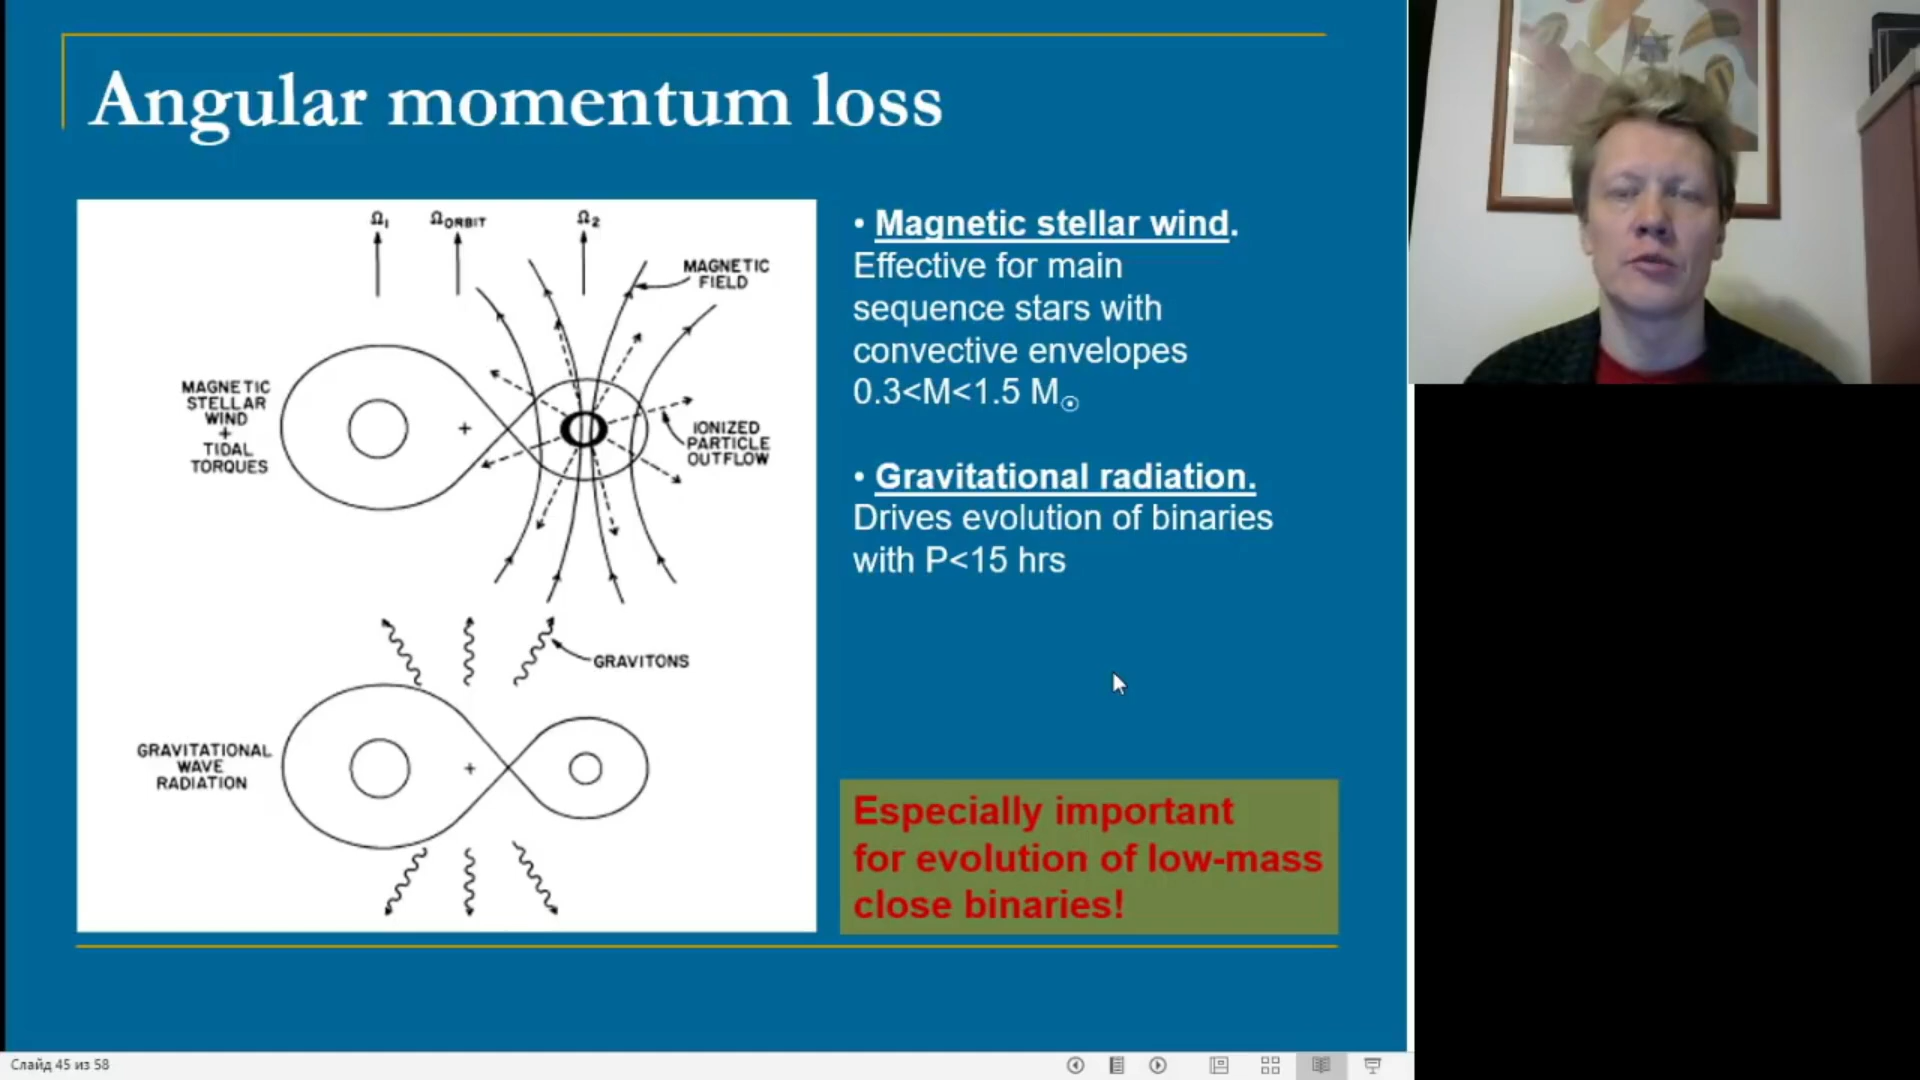 Angular momentum loss
Ω₁ Ω ORBIT Ω₂
MAGNETIC
FIELD
MAGNETIC
STELLAR
WIND
+
TIDAL
TORQUES
+
IONIZED
PARTICLE
OUTFLOW
GRAVITONS
GRAVITATIONAL
WAVE
RADIATION
+
• Magnetic stellar wind.
Effective for main
sequence stars with
convective envelopes
0.3<M<1.5 M☉
• Gravitational radiation.
Drives evolution of binaries
with P<15 hrs
Especially important
for evolution of low-mass
close binaries!
Слайд 45 из 58